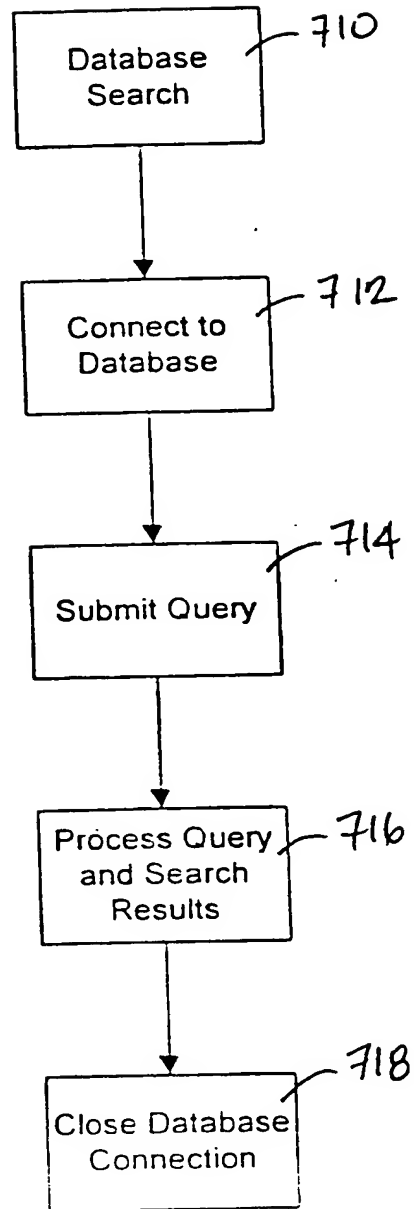 710
Database
Search
712
Connect to
Database
714
Submit Query
716
Process Query
and Search
Results
718
Close Database
Connection